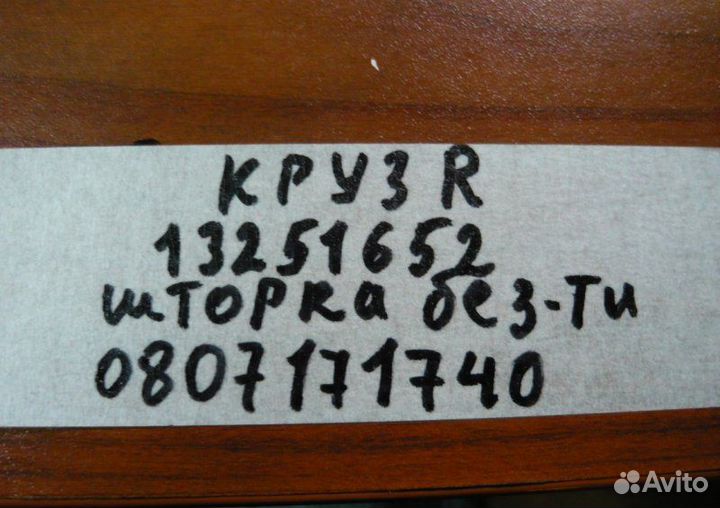 КРУЗ R
13251652
шторка без-ти
0807171740
Avito